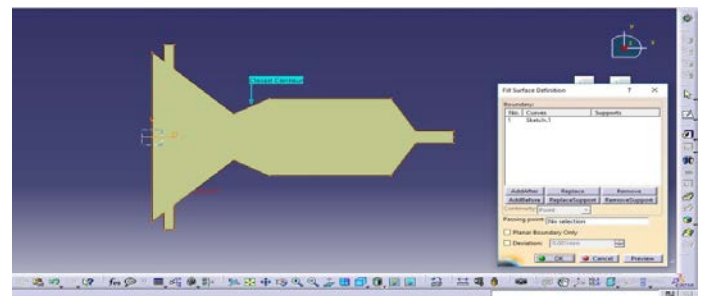 Closed Contour
Fill Surface Definition ? X
Boundary:
No. Curves Supports
1 Sketch.1
AddAfter Replace Remove
AddBefore ReplaceSupport RemoveSupport
Continuity: Point
Passing point: No selection
Planar Boundary Only
Deviation:
OK Cancel Preview